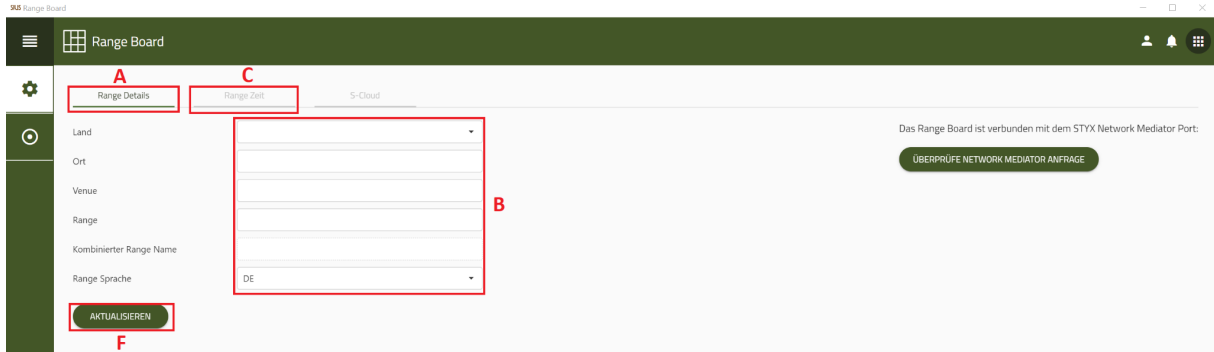 SIUS Range Board
Range Board
A
C
Range Details
Range Zeit
S-Cloud
Land
Das Range Board ist verbunden mit dem STYX Network Mediator Port:
Ort
ÜBERPRÜFE NETWORK MEDIATOR ANFRAGE
Venue
B
Range
Kombinierter Range Name
Range Sprache
DE
AKTUALISIEREN
F